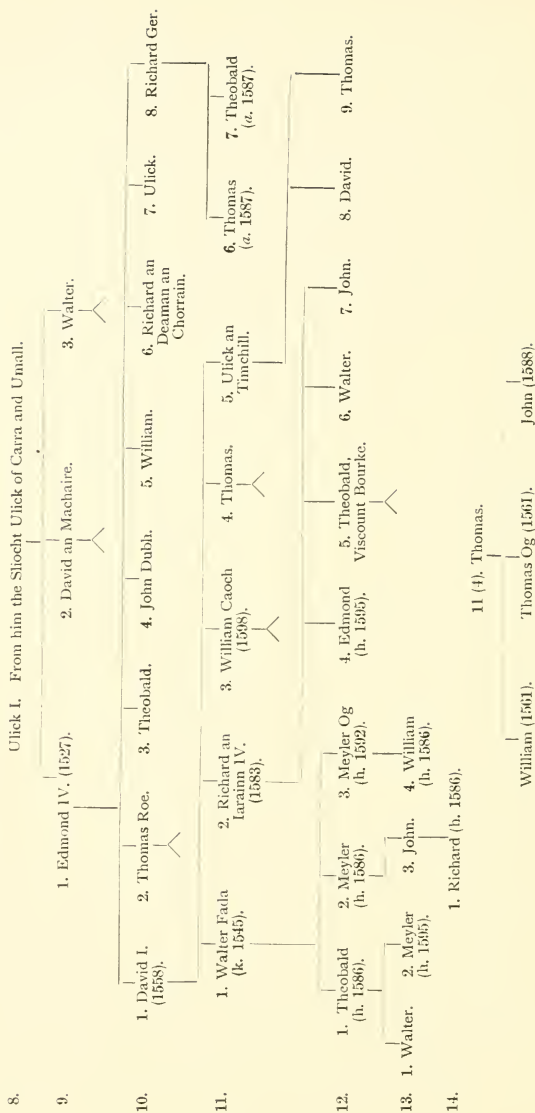 8.
Ulick I. From him the Sliocht Ulick of Carra and Umall.
9.
1. Edmond IV. (1527).
2. David an Machaire.
3. Walter.
10.
1. David I.
(1558).
2. Thomas Roe.
3. Theobald.
4. John Dubh.
5. William.
6. Richard an
Deaman an
Chorrain.
7. Ulick.
8. Richard Ger.
11.
1. Walter Fada
(k. 1545).
2. Richard an
Iarainn IV.
(1583).
3. William Caoch
(1598).
4. Thomas.
5. Ulick an
Timchill.
6. Thomas
(a. 1587).
7. Theobald
(a. 1587).
12.
1. Theobald
(h. 1586).
2. Meyler
(h. 1586).
3. Meyler Og
(h. 1592).
4. Edmond
(h. 1595).
5. Theobald,
Viscount Bourke.
6. Walter.
7. John.
8. David.
9. Thomas.
13.
1. Walter.
2. Meyler
(h. 1595).
3. John.
4. William
(h. 1586).
14.
1. Richard (h. 1586).
11 (4). Thomas.
William (1561).
Thomas Og (1561).
John (1588).